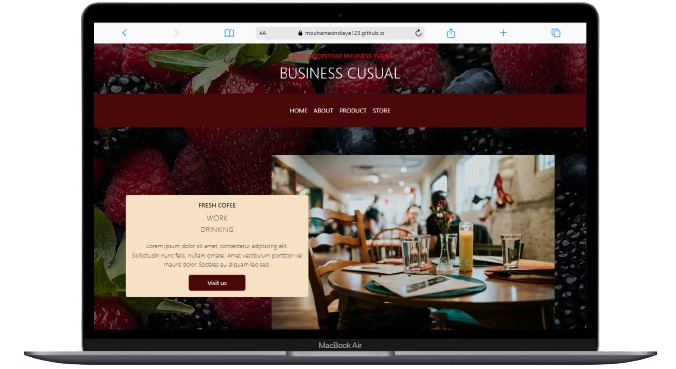 AA
mouhamedndiaye123.github.io
BOOTSTRAP BUSINESS THEME
BUSINESS CUSUAL
HOME ABOUT PRODUCT STORE
FRESH COFEE
WORK
DRINKING
Lorem ipsum dolor sit amet, consectetur adipiscing elit.
Sollicitudin nunc felis, nullam ornare. Amet vestibulum porttitor vel
mauris dolor. Sodales eu aliquam leo sed.
Visit us
MacBook Air